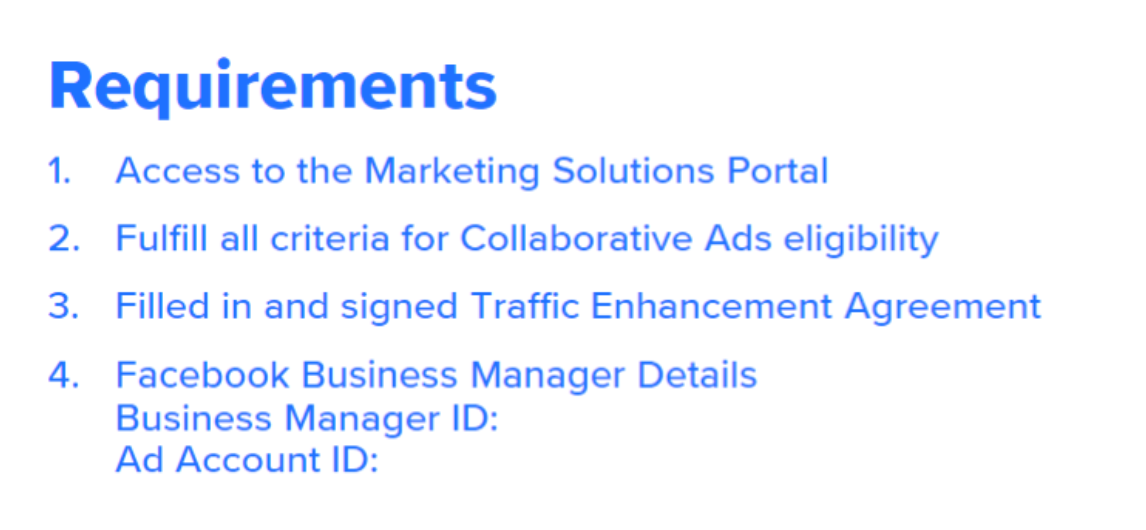 Requirements
1. Access to the Marketing Solutions Portal
2. Fulfill all criteria for Collaborative Ads eligibility
3. Filled in and signed Traffic Enhancement Agreement
4. Facebook Business Manager Details
Business Manager ID:
Ad Account ID: